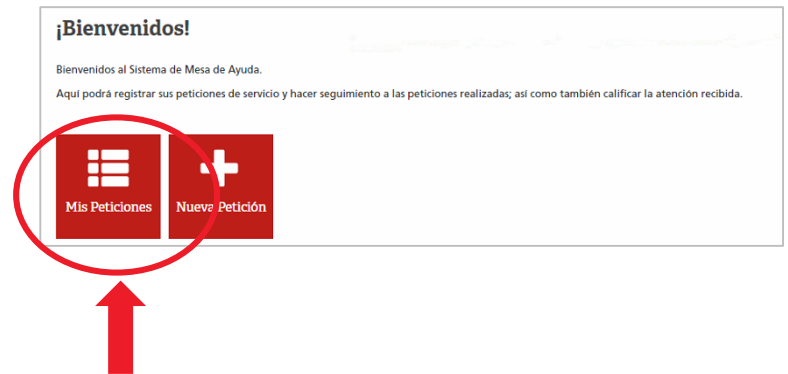 ¡Bienvenidos!
Bienvenidos al Sistema de Mesa de Ayuda.
Aquí podrá registrar sus peticiones de servicio y hacer seguimiento a las peticiones realizadas; así como también calificar la atención recibida.
Mis Peticiones
Nueva Petición